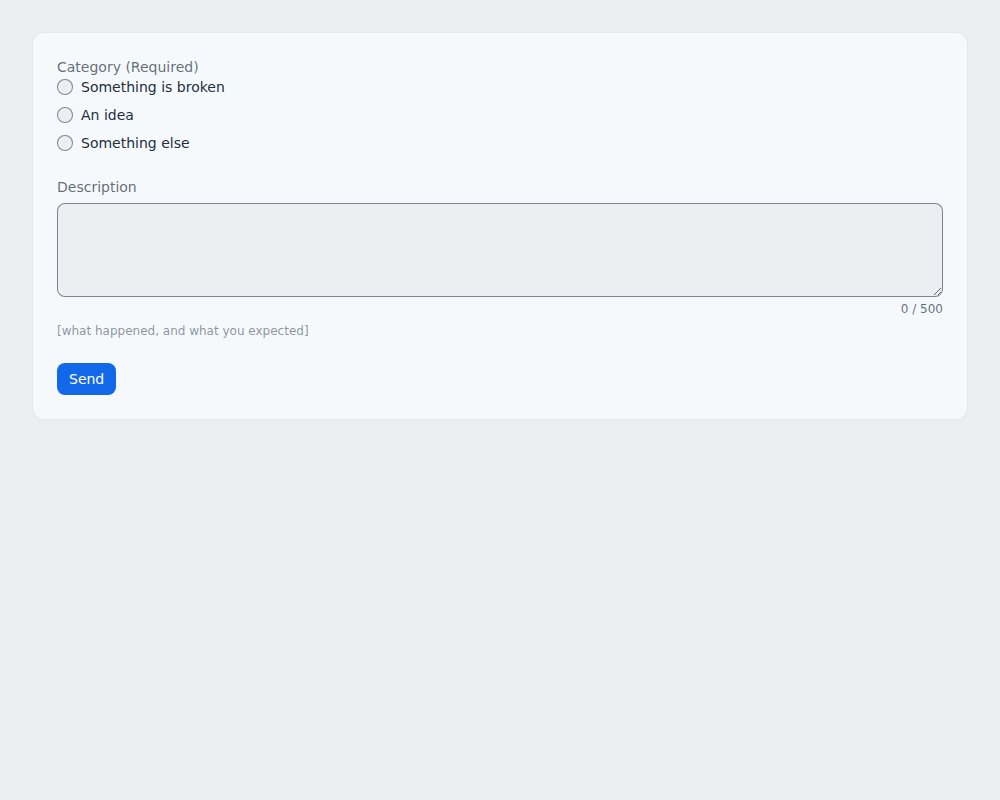 Category (Required)
Something is broken
An idea
Something else
Description
0 / 500
[what happened, and what you expected]
Send